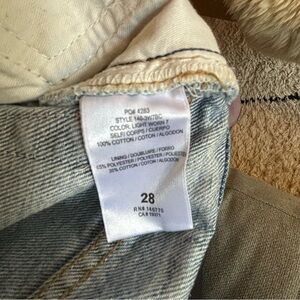 PO# 4283
COLOR: LIGHT WORN 7
SELF/ CORPS / CUERPO
100% COTTON / COTON / ALGODON
LINING / DOUBLURE / FORRO
65% POLYESTER / POLYESTER / POLIESTER
35% COTTON / COTON / ALGODON
28